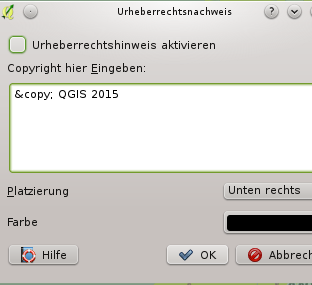 Urheberrechtsnachweis
Urheberrechtshinweis aktivieren
Copyright hier Eingeben:
&copy; QGIS 2015
Platzierung
Unten rechts
Farbe
Hilfe
OK
Abbrech